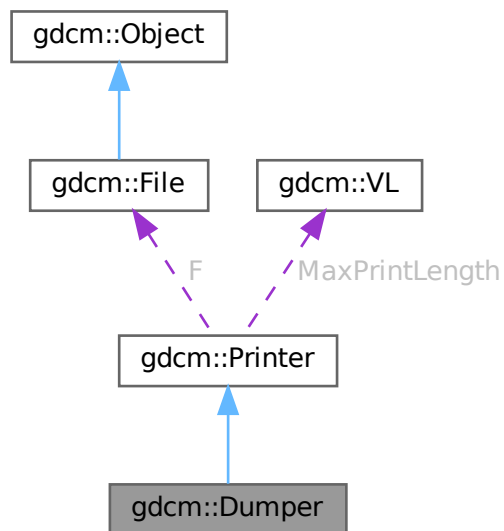 gdcm::Object
gdcm::File
gdcm::VL
F
MaxPrintLength
gdcm::Printer
gdcm::Dumper